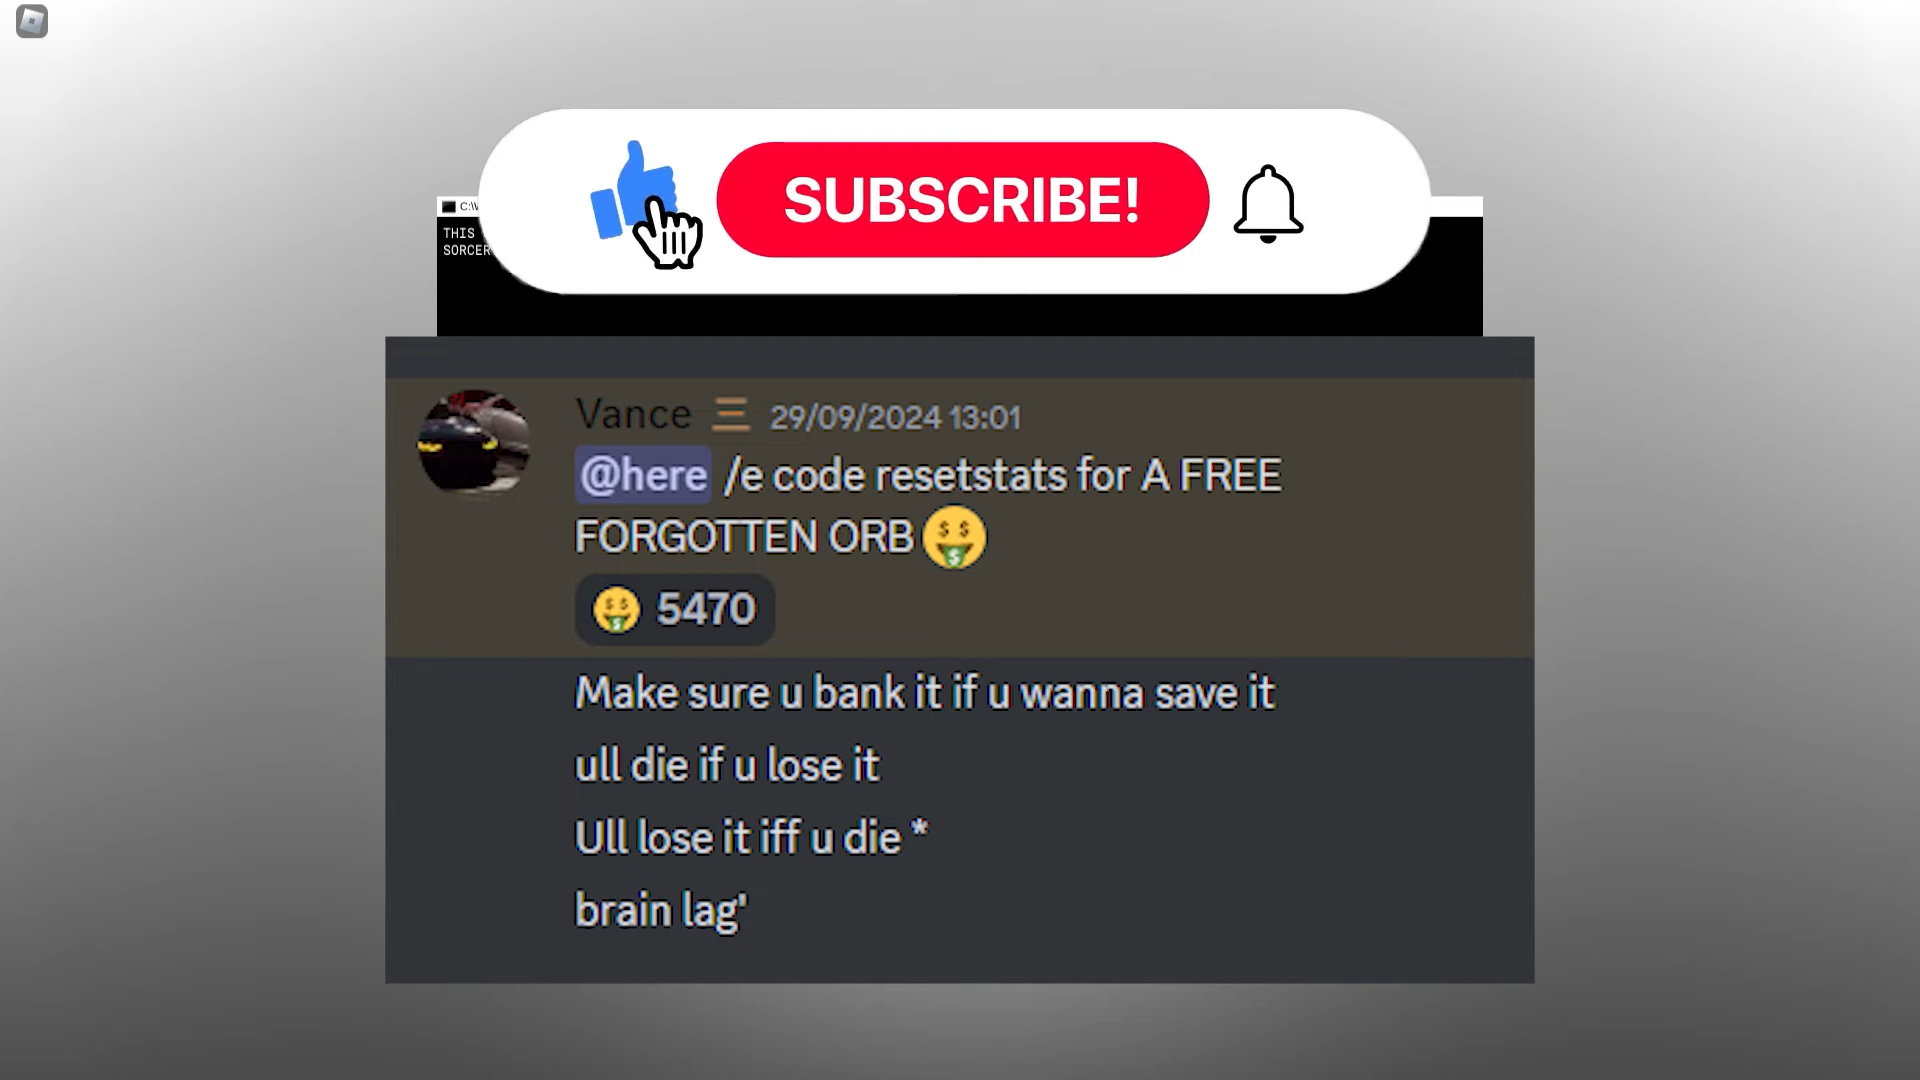 SUBSCRIBE!
C:\
THIS
SORCER
Vance 29/09/2024 13:01
@here /e code resetstats for A FREE
FORGOTTEN ORB
5470
Make sure u bank it if u wanna save it
ull die if u lose it
Ull lose it iff u die *
brain lag'